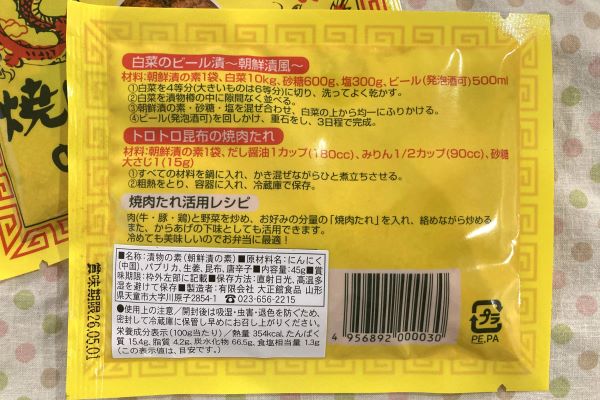 白菜のビール漬〜朝鮮漬風〜
材料:朝鮮漬の素1袋、白菜10kg、砂糖600g、塩300g、ビール(発泡酒可)500ml
①白菜を4等分(大きいものは6等分)に切り、洗ってよく乾かす。
②白菜を漬物樽の中に隙間なく並べる。
③朝鮮漬の素・砂糖・塩を混ぜ合わせ、白菜の上から均一にふりかける。
④ビール(発泡酒可)を回しかけ、重石をし、3日程で完成。
トロトロ昆布の焼肉たれ
材料:朝鮮漬の素1袋、だし醤油1カップ(180cc)、みりん1/2カップ(90cc)、砂糖
大さじ1(15g)
①すべての材料を鍋に入れ、かき混ぜながらひと煮立ちさせる。
②粗熱をとり、容器に入れ、冷蔵庫で保存。
焼肉たれ活用レシピ
肉(牛・豚・鶏)と野菜を炒め、お好みの分量の「焼肉たれ」を入れ、絡めながら炒める
また、からあげの下味としても活用できます。
冷めても美味しいのでお弁当に最適!
■名称:漬物の素(朝鮮漬の素)■原材料名:にんにく
(中国)、パプリカ、生姜、昆布、唐辛子■内容量:45g■賞
味期限:枠外左部に記載■保存方法:直射日光、高温多
湿を避けて保存■製造者:有限会社 大正館食品 山形
県天童市大字川原子2854-1 ☎023-656-2215
●使用上の注意/開封後は吸湿・虫害・退色を防ぐため、
密封して冷蔵庫に保管し早めにお召し上がりください。
栄養成分表示(100g当たり)/熱量 354kcal、たんぱく
質 15.4g、脂質 4.2g、炭水化物 66.5g、食塩相当量 1.3g
(この表示値は、目安です。)
賞味期限26.05.01
4 956892 000030
プラ
PE,PA
焼